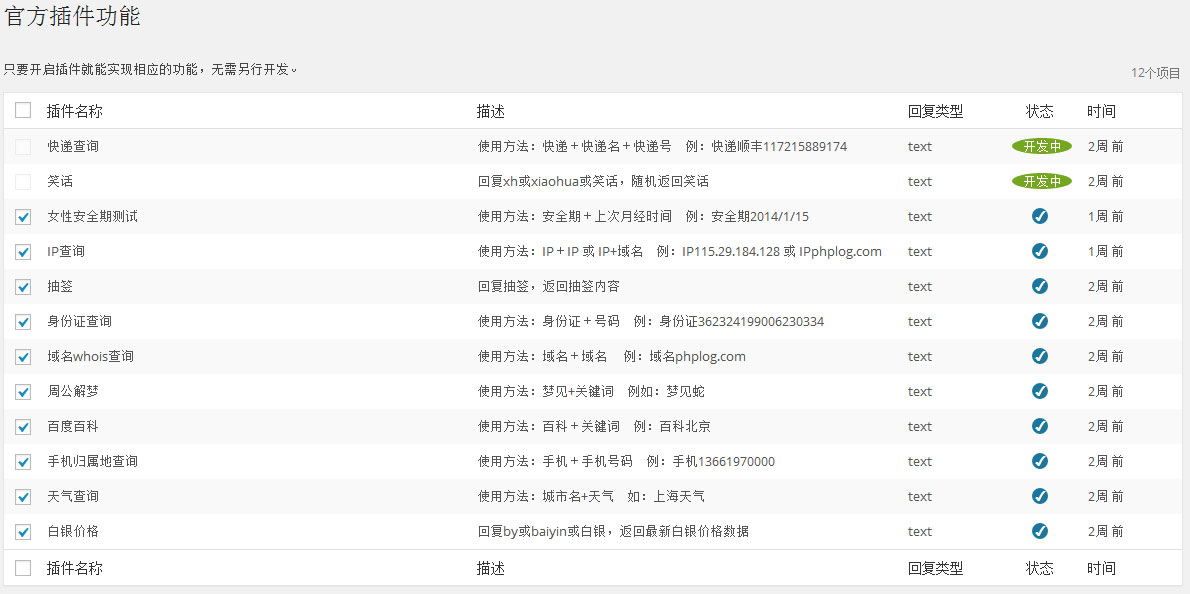 官方插件功能
只要开启插件就能实现相应的功能，无需另行开发。
12个项目
插件名称 描述 回复类型 状态 时间
快递查询 使用方法：快递＋快递名＋快递号 例：快递顺丰117215889174 text 开发中 2周 前
笑话 回复xh或xiaohua或笑话，随机返回笑话 text 开发中 2周 前
女性安全期测试 使用方法：安全期＋上次月经时间 例：安全期2014/1/15 text 1周 前
IP查询 使用方法：IP＋IP 或 IP+域名 例：IP115.29.184.128 或 IPphplog.com text 1周 前
抽签 回复抽签，返回抽签内容 text 2周 前
身份证查询 使用方法：身份证＋号码 例：身份证362324199006230334 text 2周 前
域名whois查询 使用方法：域名＋域名 例：域名phplog.com text 2周 前
周公解梦 使用方法：梦见+关键词 例如：梦见蛇 text 2周 前
百度百科 使用方法：百科＋关键词 例：百科北京 text 2周 前
手机归属地查询 使用方法：手机＋手机号码 例：手机13661970000 text 2周 前
天气查询 使用方法：城市名+天气 如：上海天气 text 2周 前
白银价格 回复by或baiyin或白银，返回最新白银价格数据 text 2周 前
插件名称 描述 回复类型 状态 时间